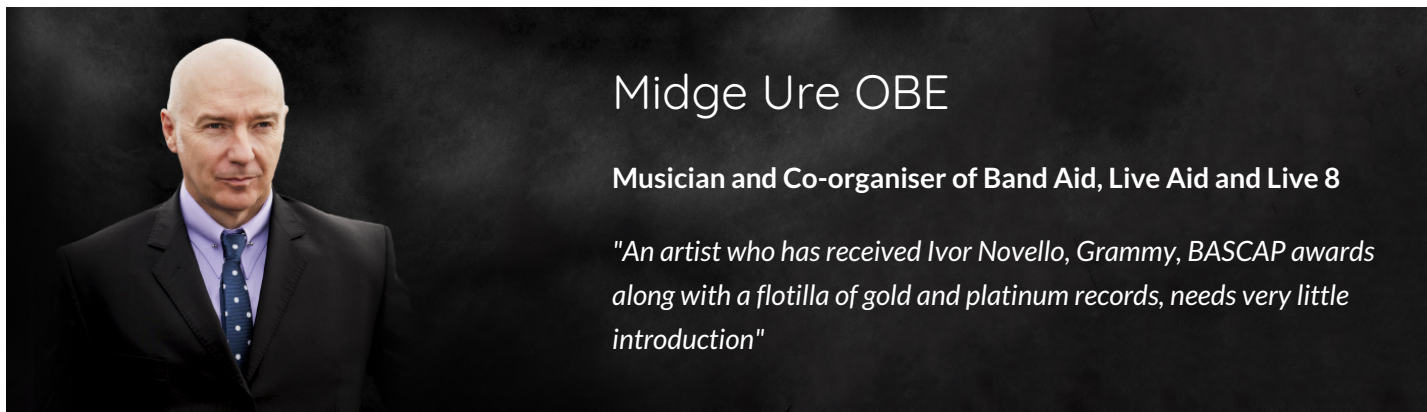 Midge Ure OBE
Musician and Co-organiser of Band Aid, Live Aid and Live 8
"An artist who has received Ivor Novello, Grammy, BASCAP awards
along with a flotilla of gold and platinum records, needs very little
introduction"